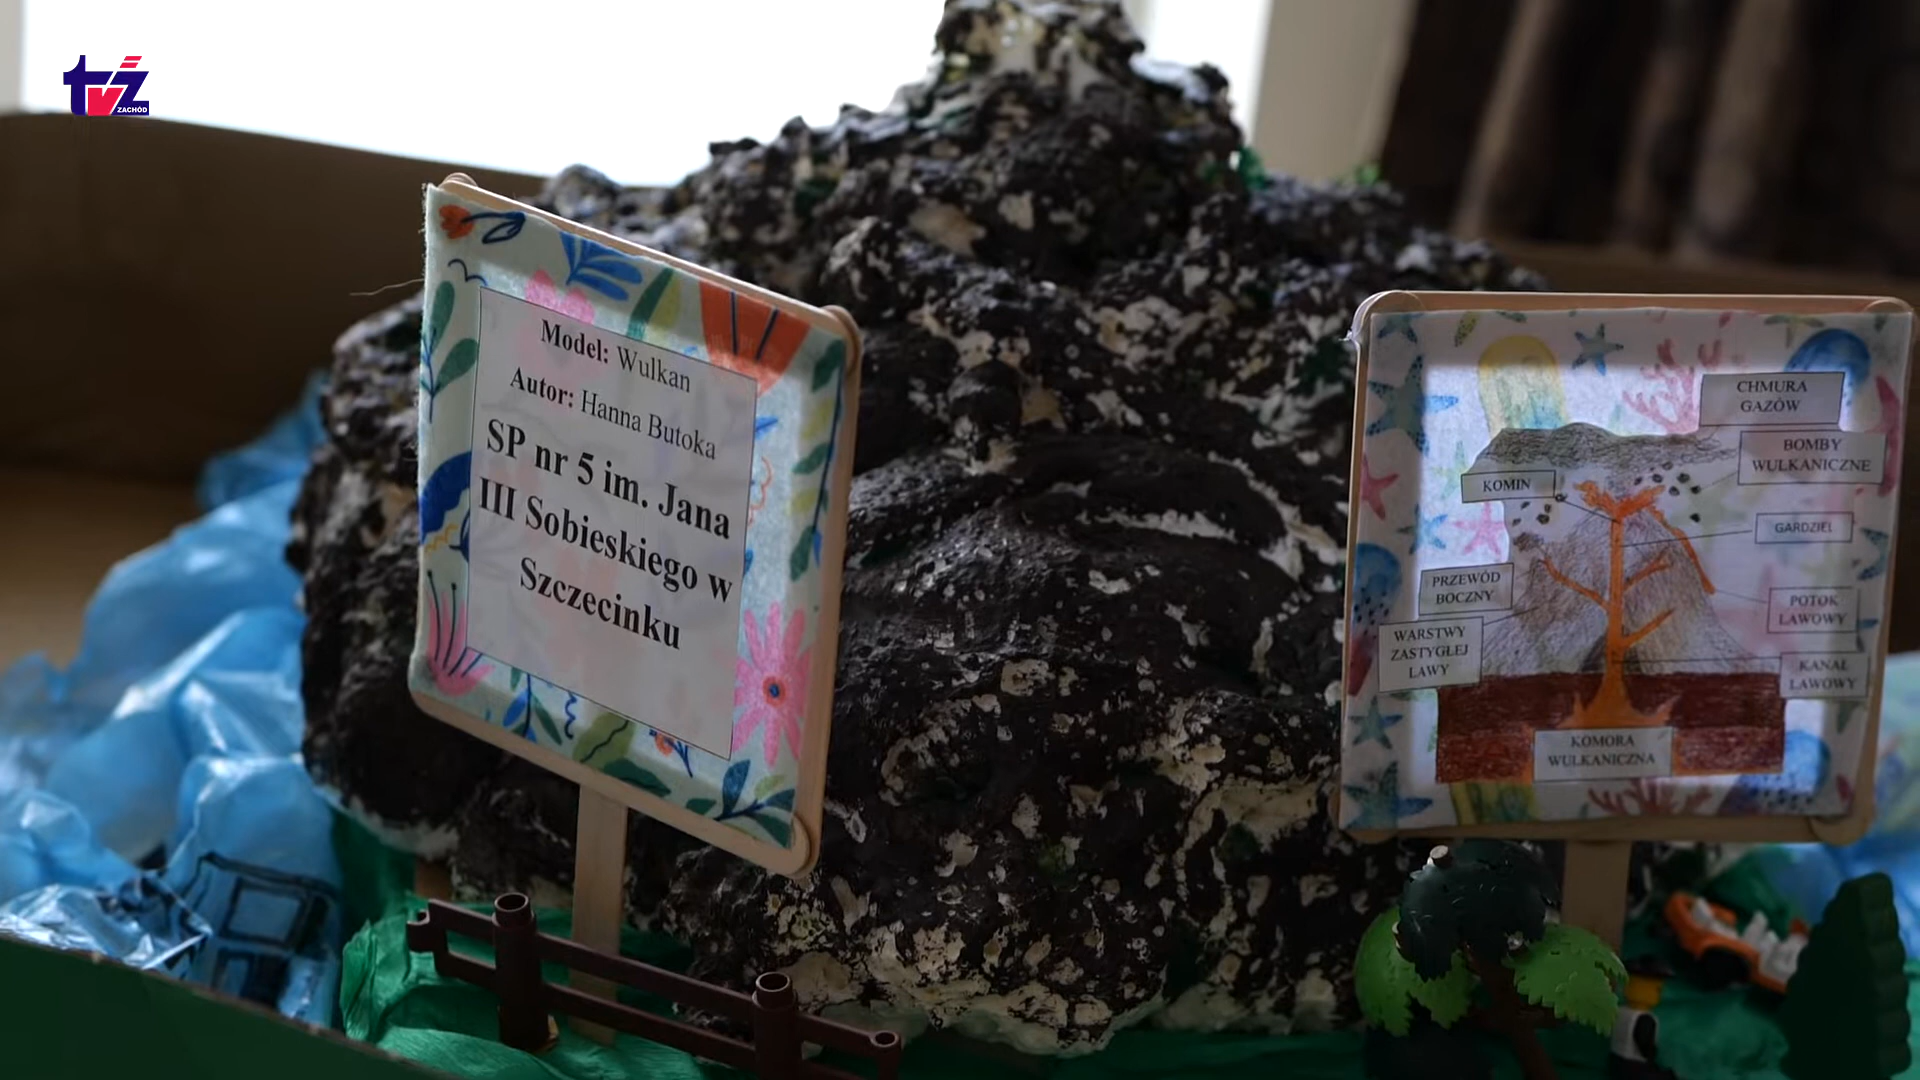 tvż
ZACHÓD
Model: Wulkan
Autor: Hanna Butoka
SP nr 5 im. Jana
III Sobieskiego w
Szczecinku
CHMURA
GAZÓW
BOMBY
WULKANICZNE
KOMIN
GARDZIEL
PRZEWÓD
BOCZNY
POTOK
LAWOWY
WARSTWY
ZASTYGŁEJ
LAWY
KANAŁ
LAWOWY
KOMORA
WULKANICZNA